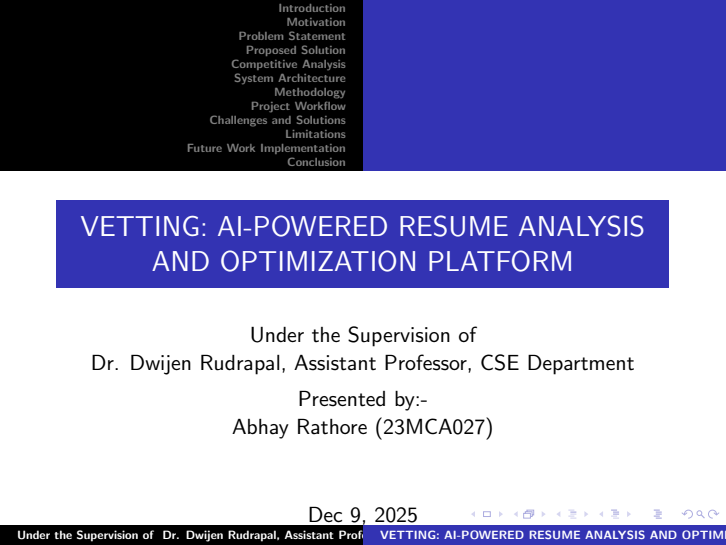 Introduction
Motivation
Problem Statement
Proposed Solution
Competitive Analysis
System Architecture
Methodology
Project Workflow
Challenges and Solutions
Limitations
Future Work Implementation
Conclusion
VETTING: AI-POWERED RESUME ANALYSIS
AND OPTIMIZATION PLATFORM
Under the Supervision of
Dr. Dwijen Rudrapal, Assistant Professor, CSE Department
Presented by:-
Abhay Rathore (23MCA027)
Dec 9, 2025
Under the Supervision of Dr. Dwijen Rudrapal, Assistant Prof
VETTING: AI-POWERED RESUME ANALYSIS AND OPTIM